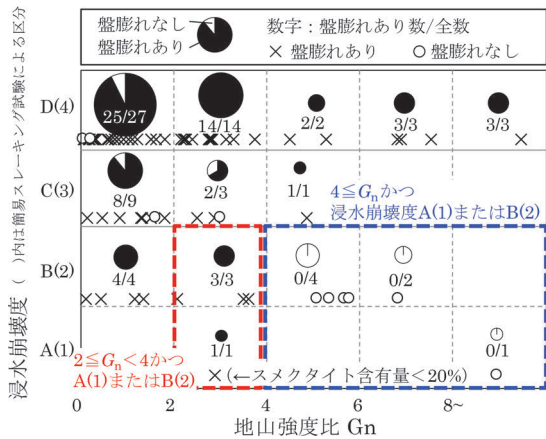 盤膨れなし
盤膨れあり
数字：盤膨れあり数/全数
× 盤膨れあり ○ 盤膨れなし
浸水崩壊度 （ ）内は簡易スレーキング試験による区分
D(4)
25/27
14/14
2/2
3/3
3/3
C(3)
8/9
2/3
1/1
4≦Gnかつ
浸水崩壊度A(1)またはB(2)
B(2)
4/4
3/3
0/4
0/2
A(1)
2≦Gn<4かつ
A(1)またはB(2)
1/1
0/1
(←スメクタイト含有量<20%)
0
2
4
6
8~
地山強度比 Gn